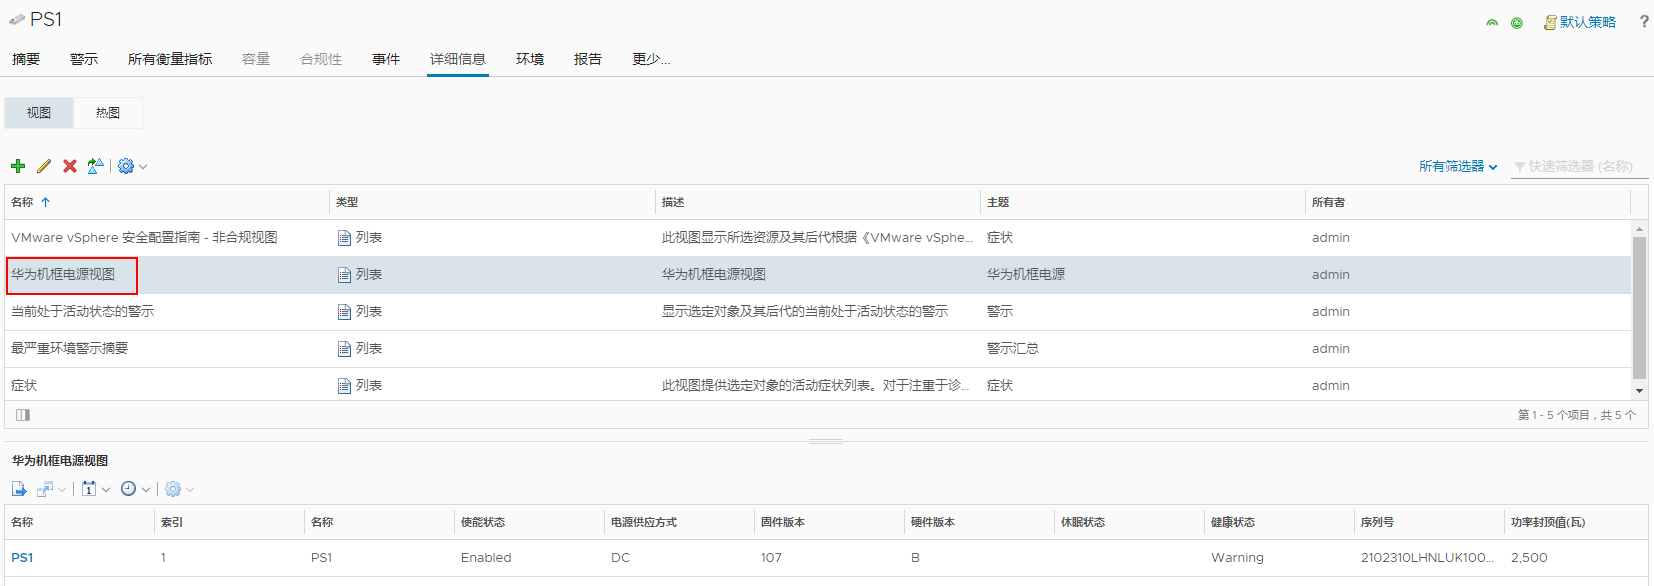 PS1
默认策略 ?
摘要 警示 所有衡量指标 容量 合规性 事件 详细信息 环境 报告 更少...
视图 热图
所有筛选器 快速筛选器 (名称)
名称 类型 描述 主题 所有者
VMware vSphere 安全配置指南 - 非合规视图 列表 此视图显示所选资源及其后代根据《VMware vSphe... 症状 admin
华为机框电源视图 列表 华为机框电源视图 华为机框电源 admin
当前处于活动状态的警示 列表 显示选定对象及其后代的当前处于活动状态的警示 警示 admin
最严重环境警示摘要 列表 警示汇总 admin
症状 列表 此视图提供选定对象的活动症状列表。对于注重于诊... 症状 admin
第 1 - 5 个项目，共 5 个
华为机框电源视图
1
名称 索引 名称 使能状态 电源供应方式 固件版本 硬件版本 休眠状态 健康状态 序列号 功率封顶值(瓦)
PS1 1 PS1 Enabled DC 107 B Warning 2102310LHNLUK100... 2,500